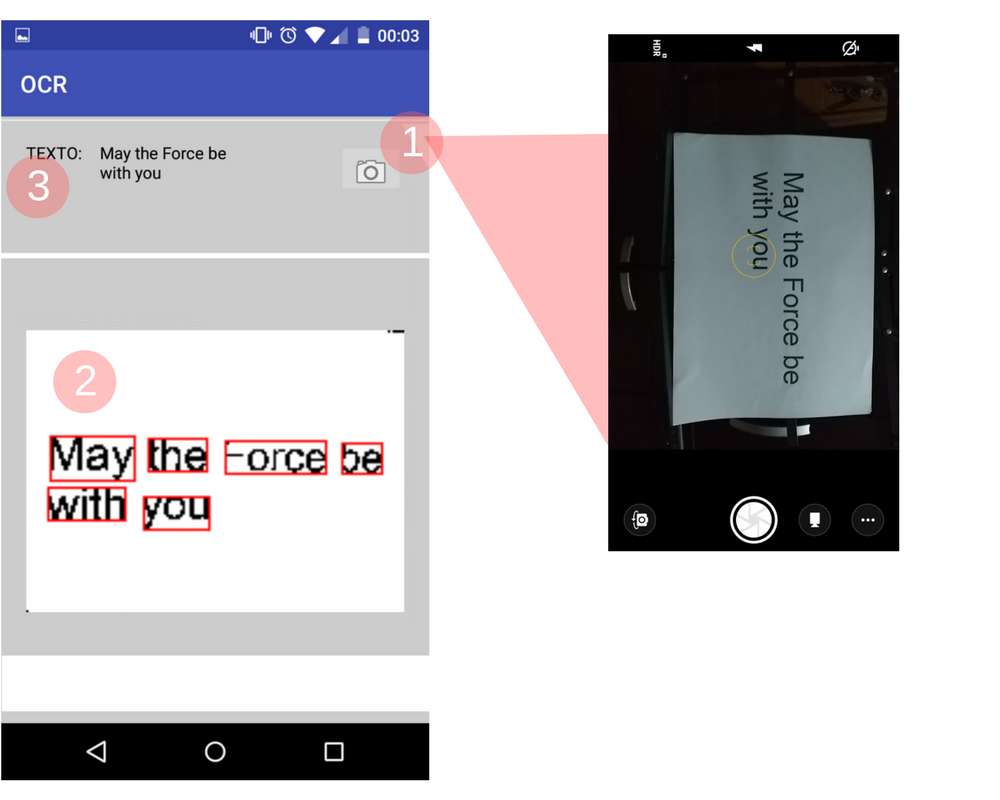 00:03
OCR
1
TEXTO: May the Force be
with you
3
2
May the Force be
with you
HDR
May the Force be
with you